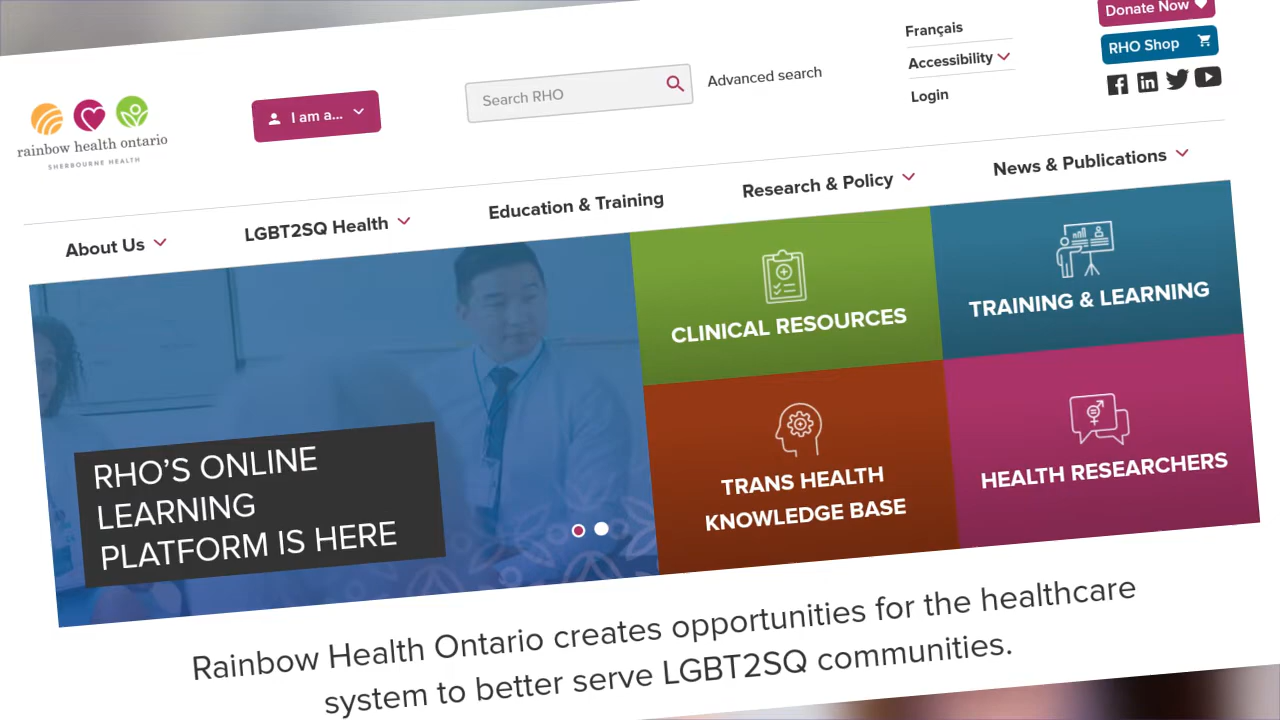 Donate Now
Français
RHO Shop
Accessibility
Advanced search
Search RHO
I am a...
Login
rainbow health ontario
SHERBOURNE HEALTH
About Us
LGBT2SQ Health
Education & Training
Research & Policy
News & Publications
CLINICAL RESOURCES
TRAINING & LEARNING
RHO’S ONLINE
LEARNING
PLATFORM IS HERE
TRANS HEALTH
KNOWLEDGE BASE
HEALTH RESEARCHERS
Rainbow Health Ontario creates opportunities for the healthcare
system to better serve LGBT2SQ communities.